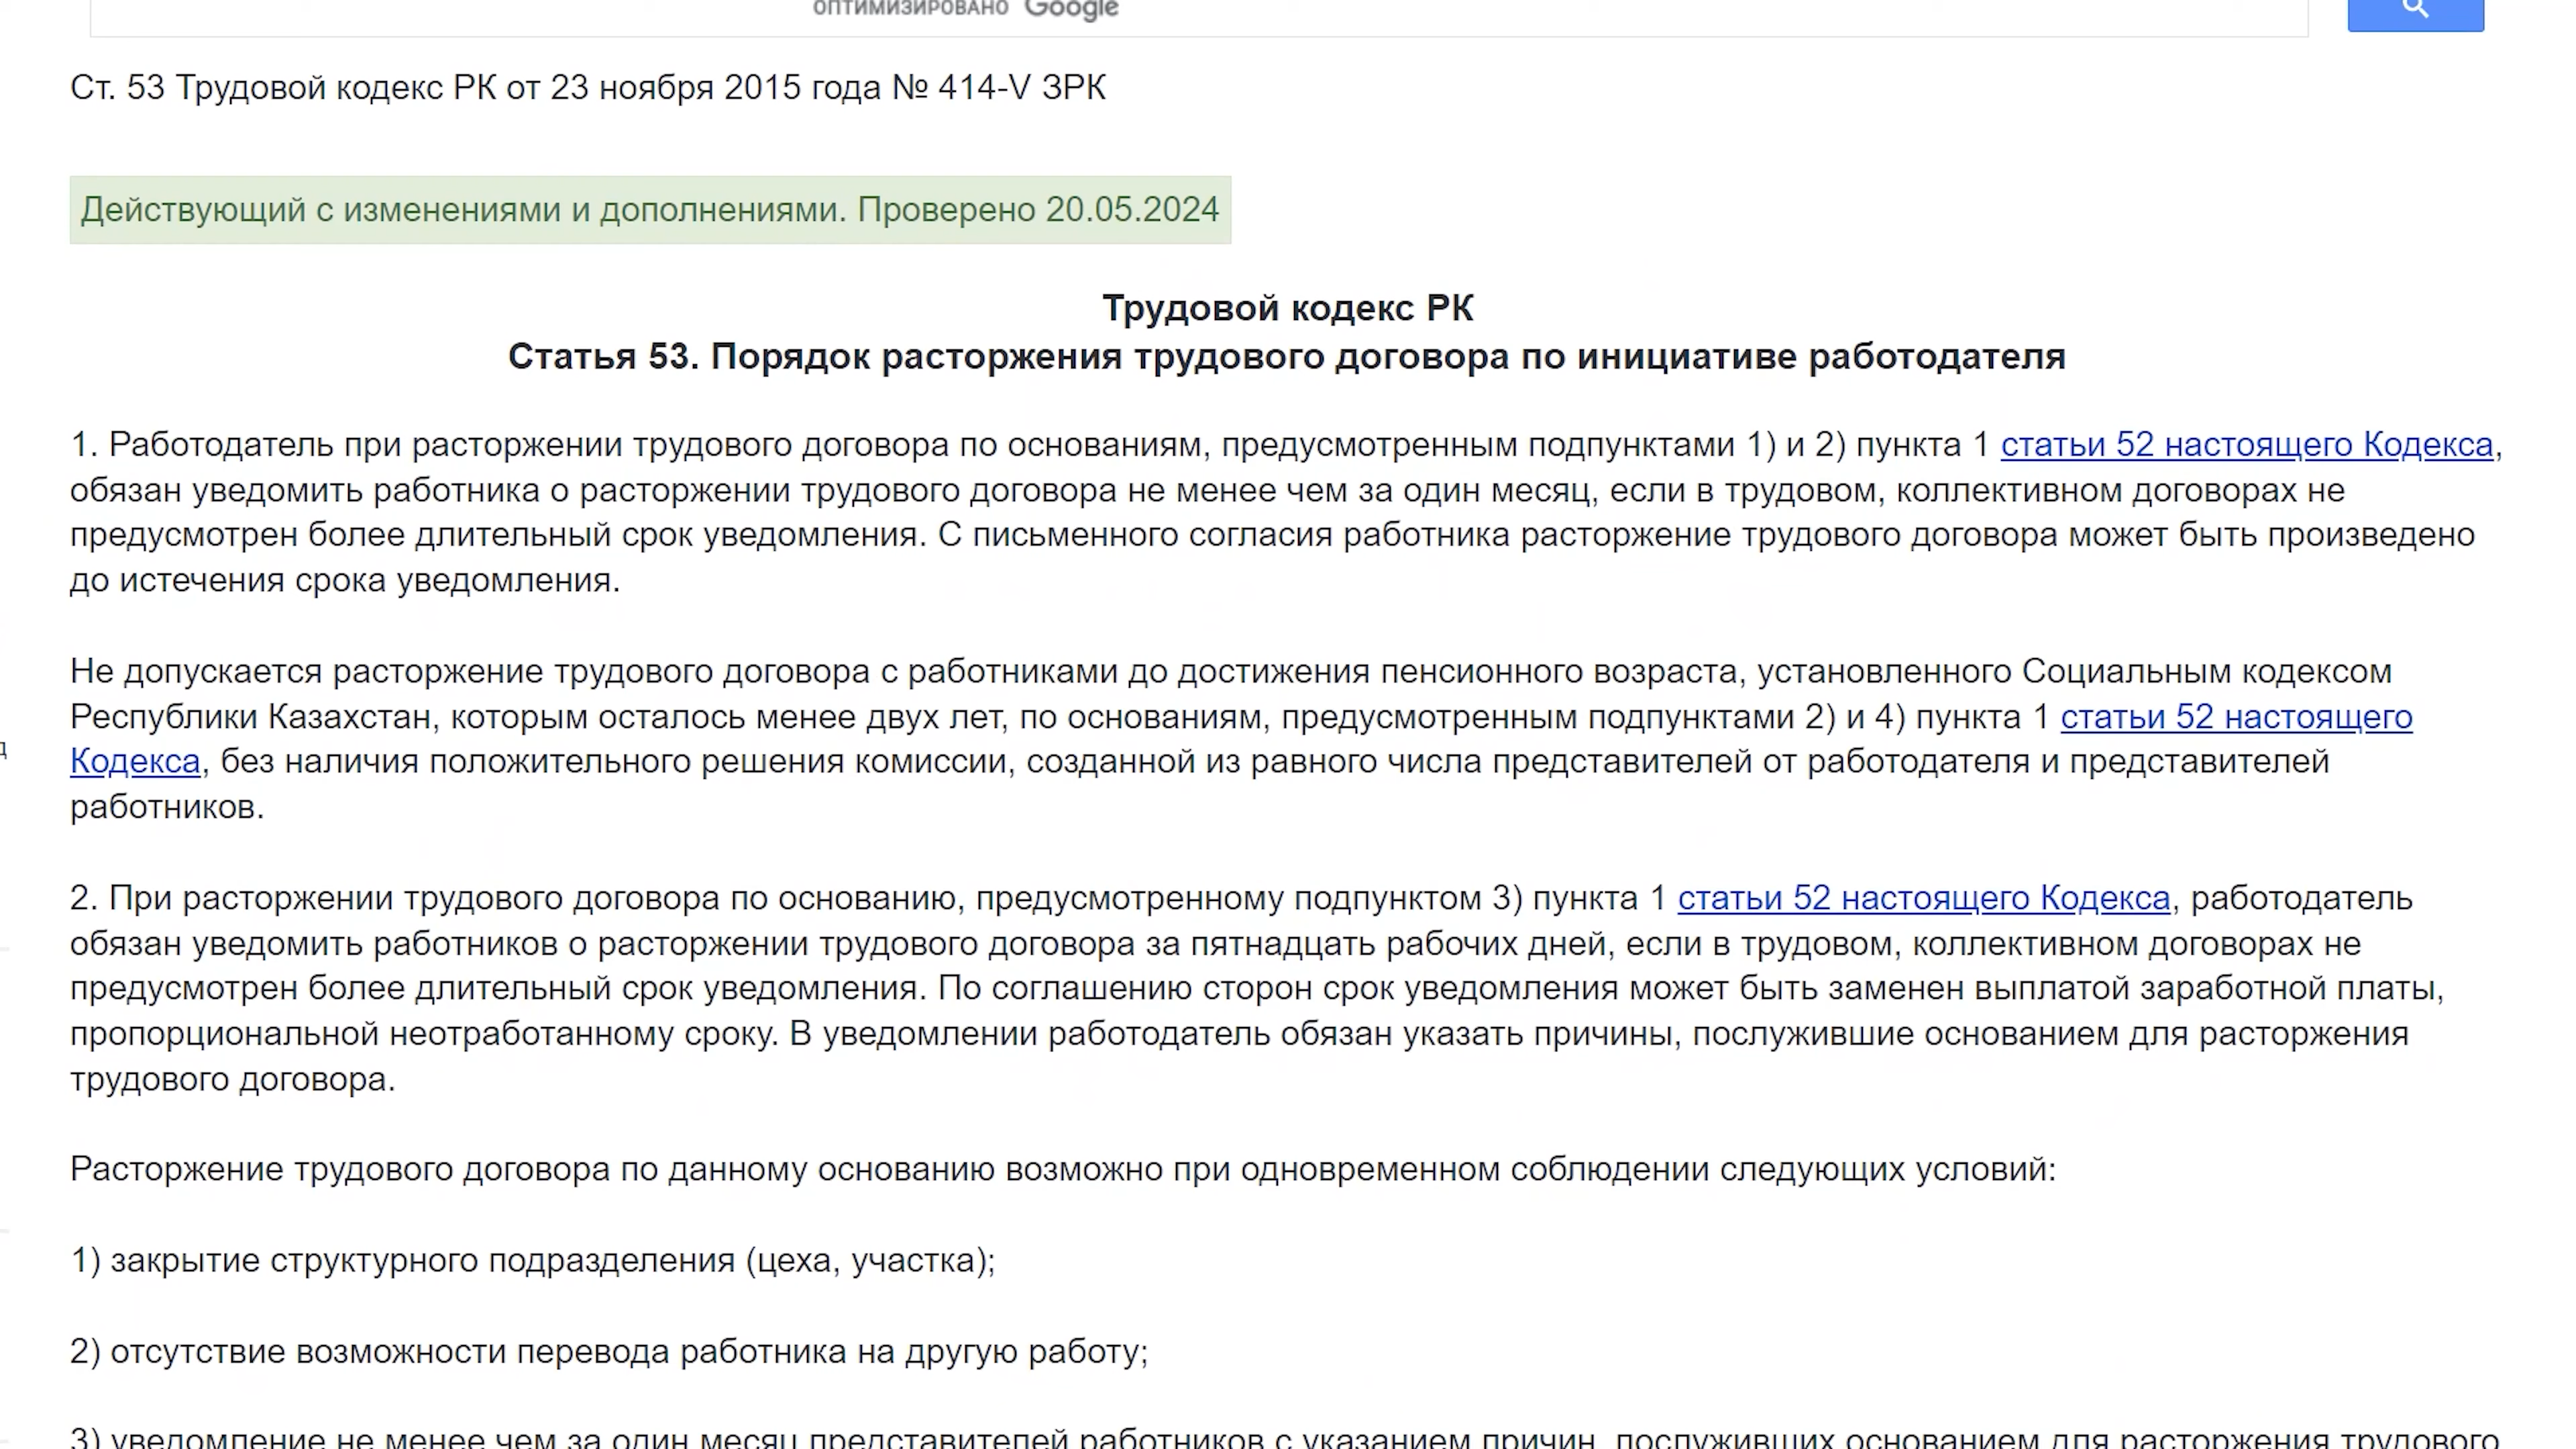 оптимизировано Google
Ст. 53 Трудовой кодекс РК от 23 ноября 2015 года № 414-V ЗРК
Действующий с изменениями и дополнениями. Проверено 20.05.2024
Трудовой кодекс РК
Статья 53. Порядок расторжения трудового договора по инициативе работодателя
1. Работодатель при расторжении трудового договора по основаниям, предусмотренным подпунктами 1) и 2) пункта 1 статьи 52 настоящего Кодекса,
обязан уведомить работника о расторжении трудового договора не менее чем за один месяц, если в трудовом, коллективном договорах не
предусмотрен более длительный срок уведомления. С письменного согласия работника расторжение трудового договора может быть произведено
до истечения срока уведомления.
Не допускается расторжение трудового договора с работниками до достижения пенсионного возраста, установленного Социальным кодексом
Республики Казахстан, которым осталось менее двух лет, по основаниям, предусмотренным подпунктами 2) и 4) пункта 1 статьи 52 настоящего
Кодекса, без наличия положительного решения комиссии, созданной из равного числа представителей от работодателя и представителей
работников.
2. При расторжении трудового договора по основанию, предусмотренному подпунктом 3) пункта 1 статьи 52 настоящего Кодекса, работодатель
обязан уведомить работников о расторжении трудового договора за пятнадцать рабочих дней, если в трудовом, коллективном договорах не
предусмотрен более длительный срок уведомления. По соглашению сторон срок уведомления может быть заменен выплатой заработной платы,
пропорциональной неотработанному сроку. В уведомлении работодатель обязан указать причины, послужившие основанием для расторжения
трудового договора.
Расторжение трудового договора по данному основанию возможно при одновременном соблюдении следующих условий:
1) закрытие структурного подразделения (цеха, участка);
2) отсутствие возможности перевода работника на другую работу;
3) уведомление не менее чем за один месяц представителей работников с указанием причин, послуживших основанием для расторжения трудового